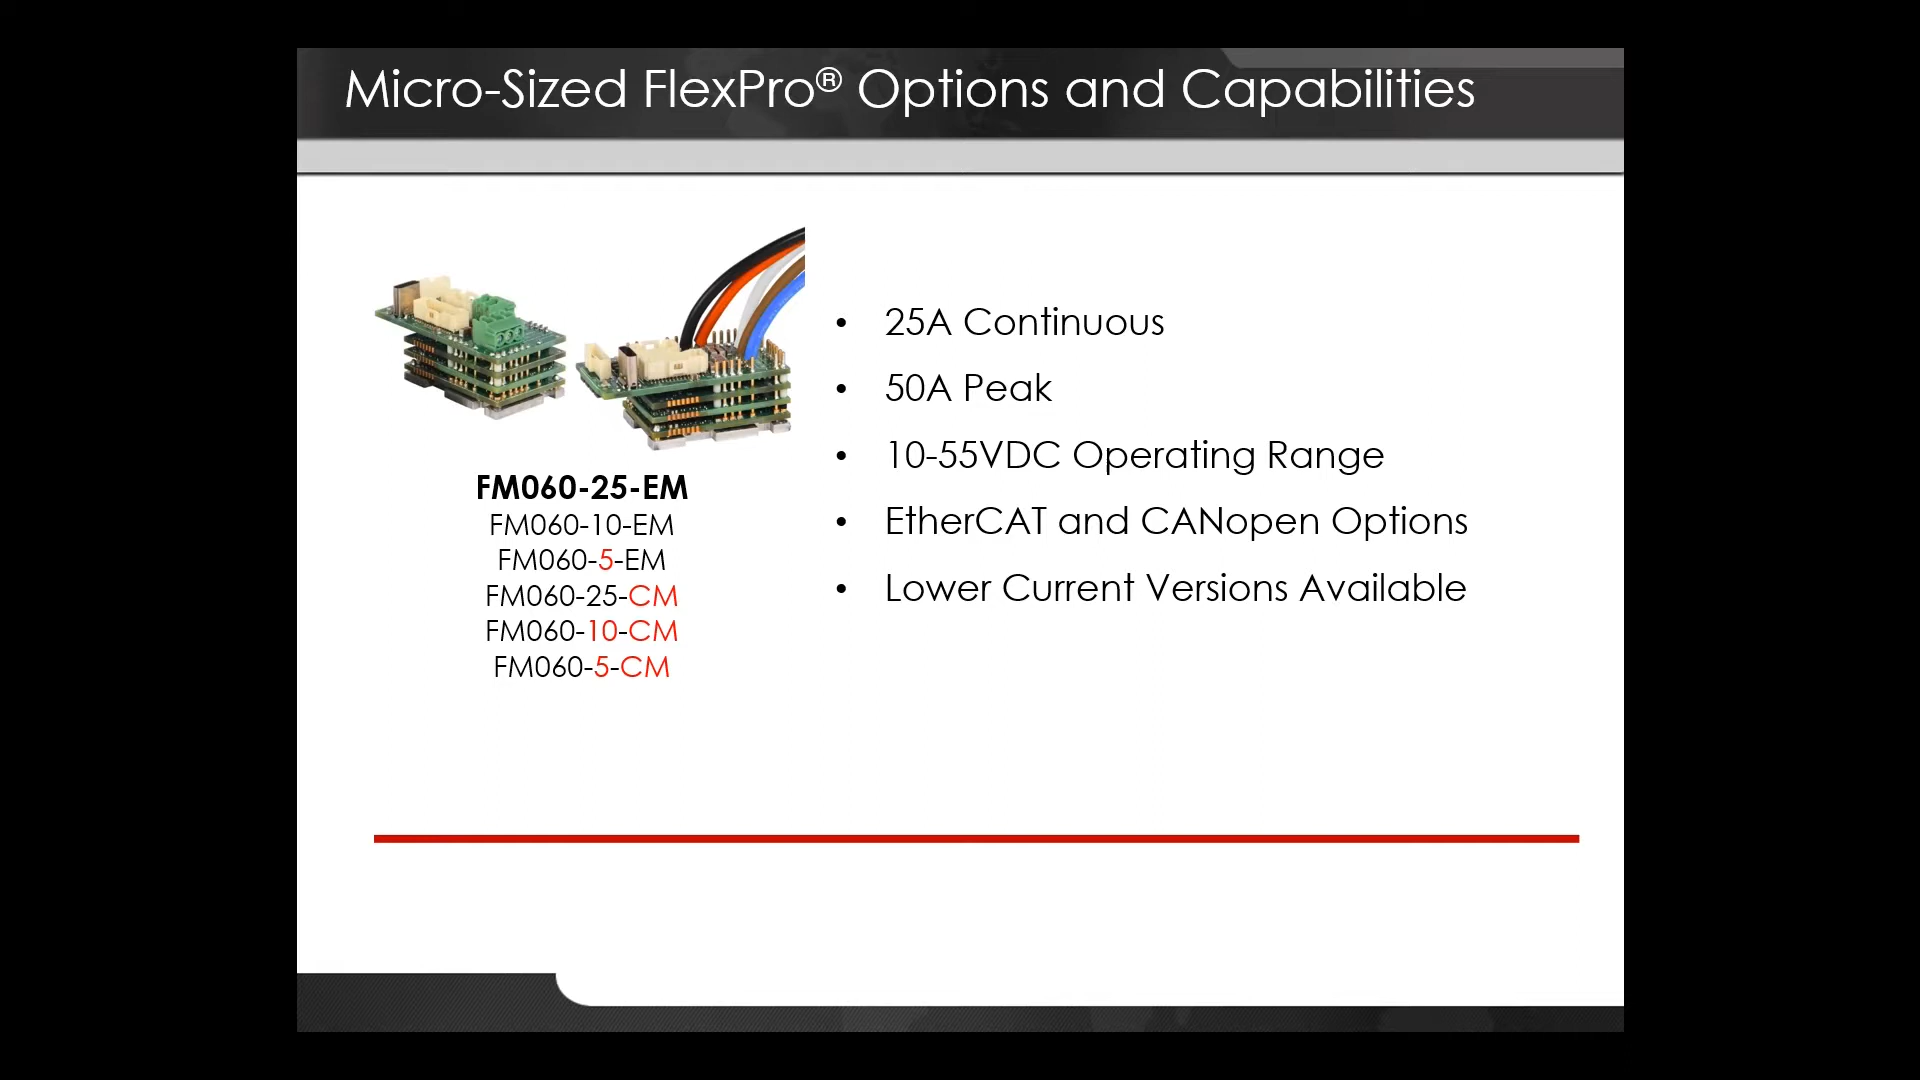 Micro-Sized FlexPro® Options and Capabilities
FM060-25-EM
FM060-10-EM
FM060-5-EM
FM060-25-CM
FM060-10-CM
FM060-5-CM
• 25A Continuous
• 50A Peak
• 10-55VDC Operating Range
• EtherCAT and CANopen Options
• Lower Current Versions Available